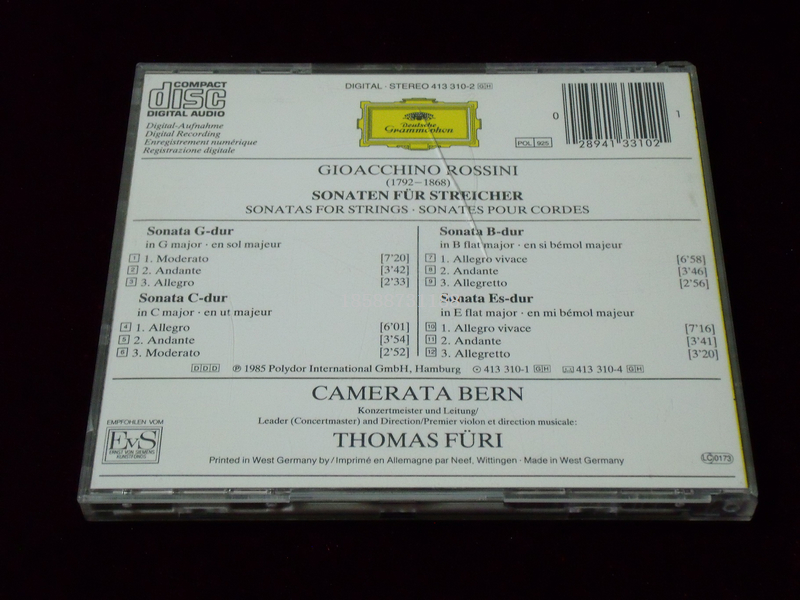 COMPACT
disc
DIGITAL AUDIO
Digital-Aufnahme
Digital Recording
Enregistrement numérique
Registrazione digitale
DIGITAL · STEREO 413 310-2 GH
Deutsche
Grammophon
POL 925
0
28941 33102
1
GIOACCHINO ROSSINI
(1792–1868)
SONATEN FÜR STREICHER
SONATAS FOR STRINGS · SONATES POUR CORDES
Sonata G-dur
in G major · en sol majeur
1 1. Moderato [7'20]
2 2. Andante [3'42]
3 3. Allegro [2'33]
Sonata C-dur
in C major · en ut majeur
4 1. Allegro [6'01]
5 2. Andante [3'54]
6 3. Moderato [2'52]
Sonata B-dur
in B flat major · en si bémol majeur
7 1. Allegro vivace [6'58]
8 2. Andante [3'46]
9 3. Allegretto [2'56]
Sonata Es-dur
in E flat major · en mi bémol majeur
10 1. Allegro vivace [7'16]
11 2. Andante [3'41]
12 3. Allegretto [3'20]
DDD ℗ 1985 Polydor International GmbH, Hamburg 413 310-1 GH 413 310-4 GH
CAMERATA BERN
Konzertmeister und Leitung/
Leader (Concertmaster) and Direction/Premier violon et direction musicale:
THOMAS FÜRI
EMPFOHLEN VOM
EvS
ERNST VON SIEMENS
KUNSTFONDS
Printed in West Germany by/Imprimé en Allemagne par Neef, Wittingen · Made in West Germany
LC 0173